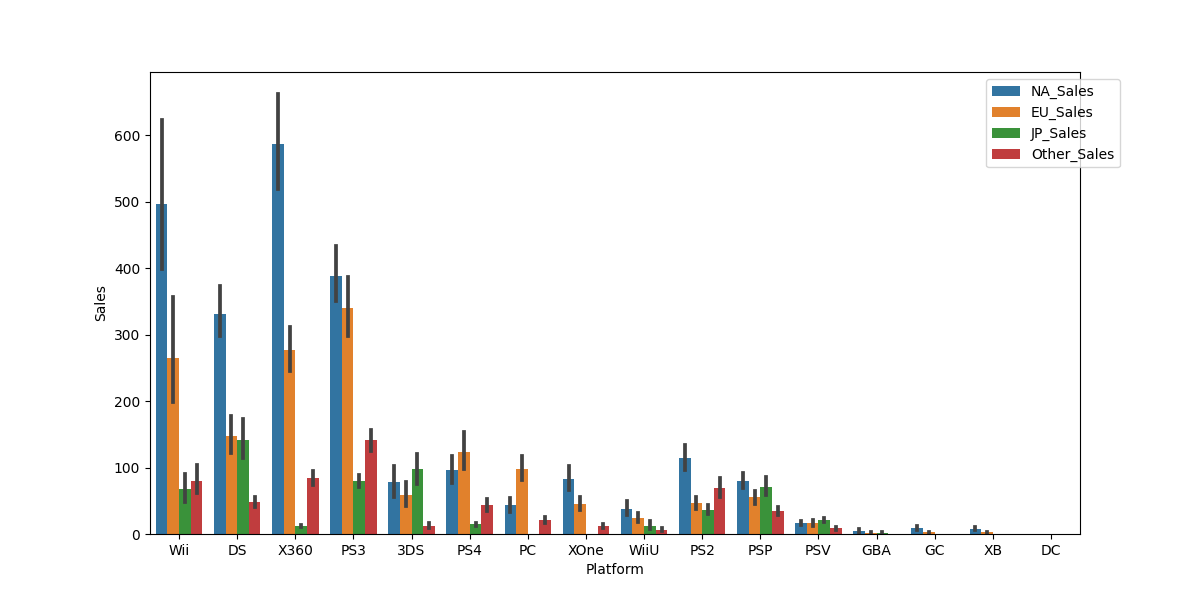 NA_Sales
EU_Sales
JP_Sales
Other_Sales
600
500
400
300
200
100
0
Sales
Wii DS X360 PS3 3DS PS4 PC XOne WiiU PS2 PSP PSV GBA GC XB DC
Platform